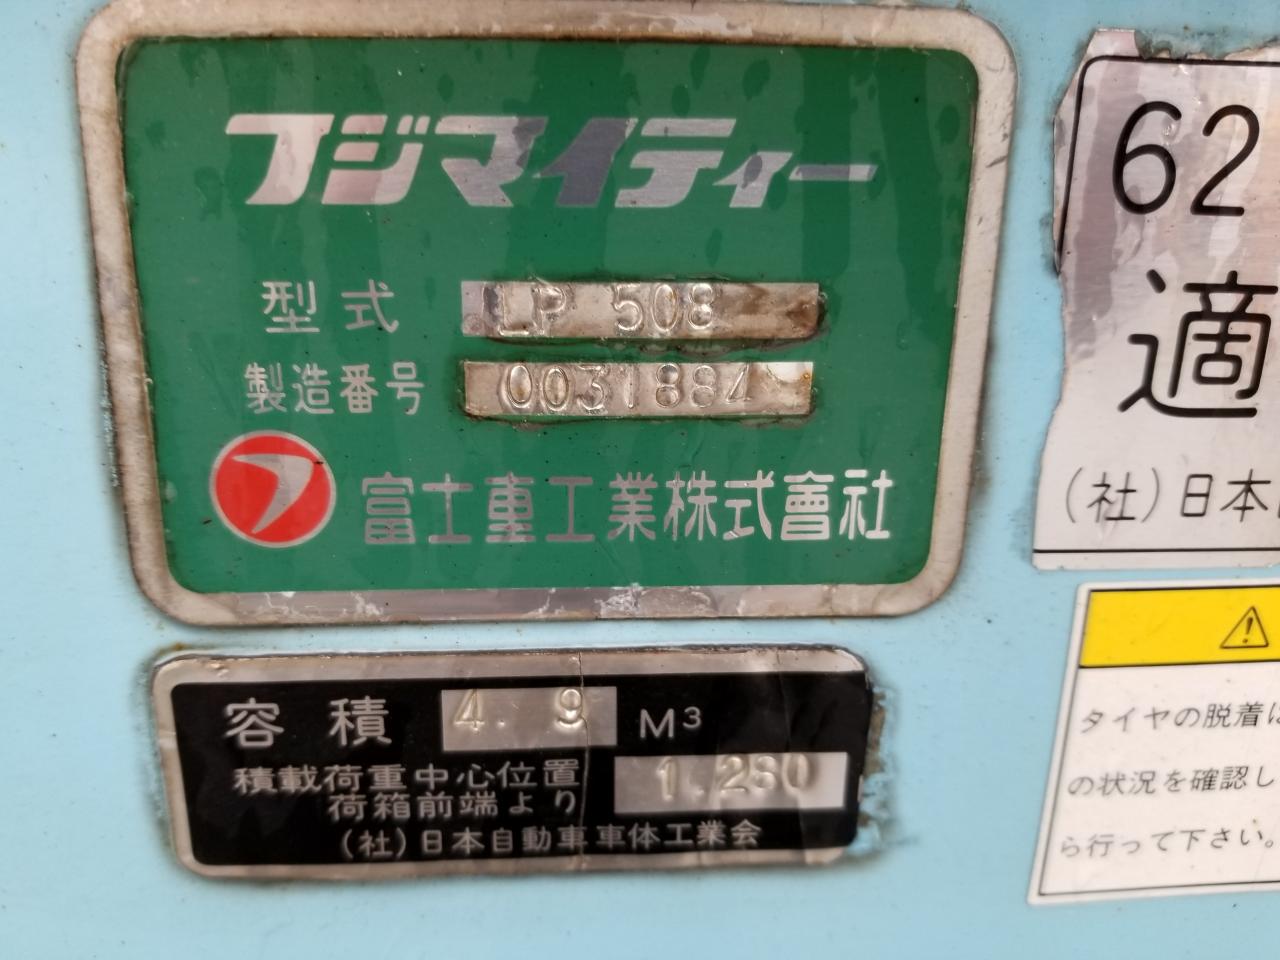 フジマイティー
型式 LP 508
製造番号 0031884
富士重工業株式會社
容積 4.9 M³
積載荷重中心位置
荷箱前端より 1.280
(社)日本自動車車体工業会
62
適
(社)日本
タイヤの脱着に
の状況を確認し
ら行って下さい。